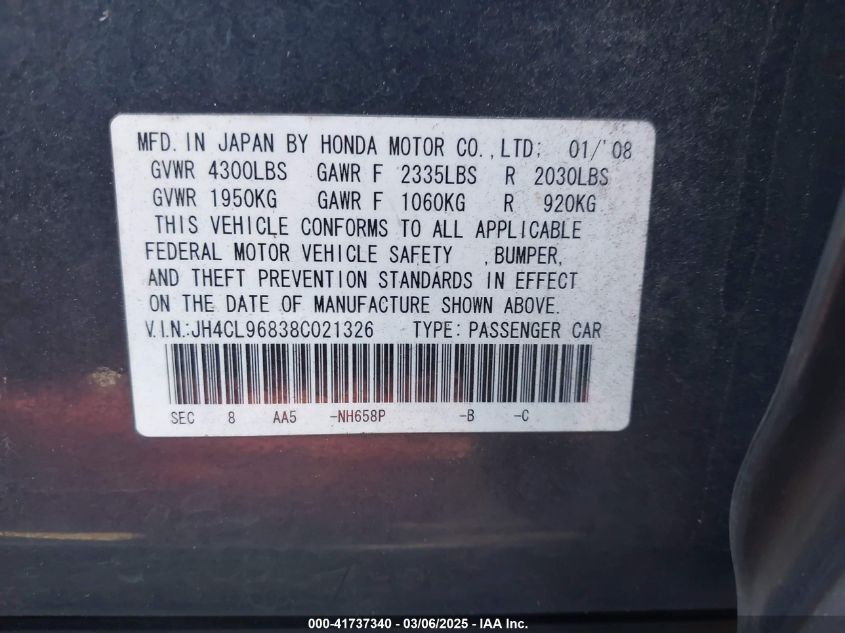 MFD. IN JAPAN BY HONDA MOTOR CO., LTD; 01/'08
GVWR 4300LBS GAWR F 2335LBS R 2030LBS
GVWR 1950KG GAWR F 1060KG R 920KG
THIS VEHICLE CONFORMS TO ALL APPLICABLE
FEDERAL MOTOR VEHICLE SAFETY , BUMPER,
AND THEFT PREVENTION STANDARDS IN EFFECT
ON THE DATE OF MANUFACTURE SHOWN ABOVE.
V.I.N.:JH4CL96838C021326 TYPE: PASSENGER CAR
SEC 8 AA5 -NH658P -B -C
000-41737340 - 03/06/2025 - IAA Inc.